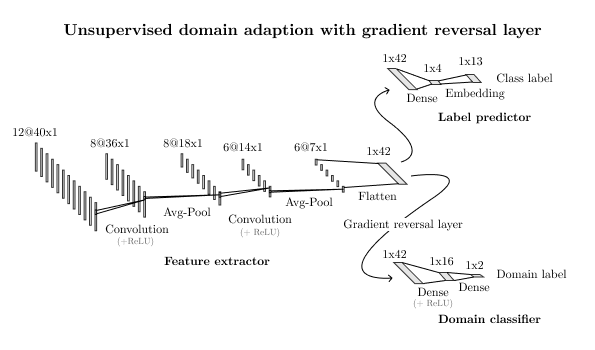 Unsupervised domain adaption with gradient reversal layer
1x42
1x4
1x13
Class label
Dense
Embedding
Label predictor
12@40x1
8@36x1
8@18x1
6@14x1
6@7x1
1x42
Flatten
Avg-Pool
Avg-Pool
Convolution
(+ReLU)
Convolution
(+ ReLU)
Feature extractor
Gradient reversal layer
1x42
1x16
1x2
Domain label
Dense
(+ ReLU)
Dense
Domain classifier